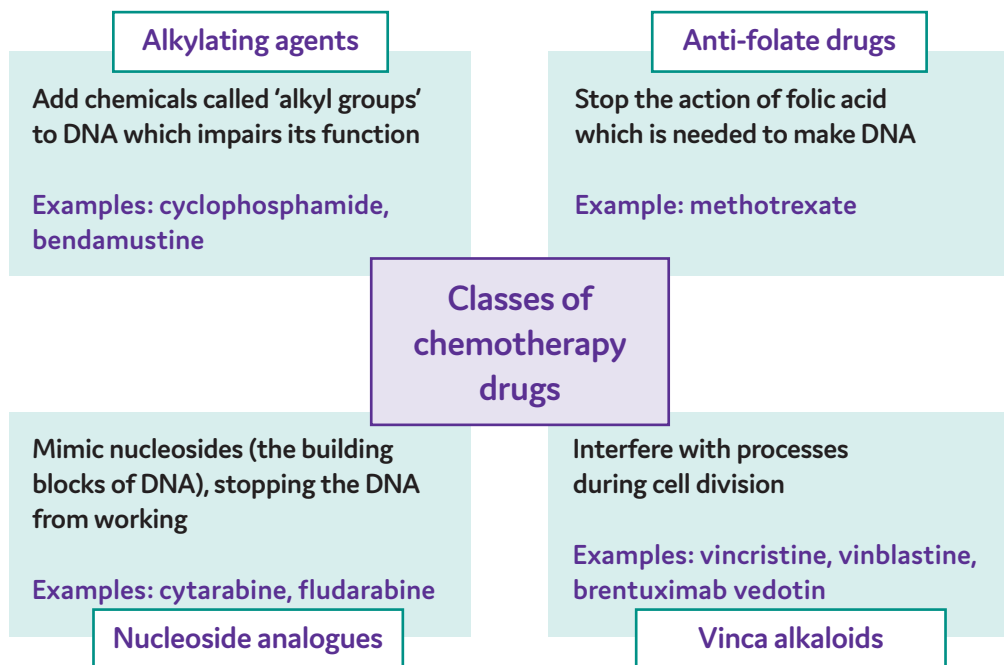 Alkylating agents
Add chemicals called ‘alkyl groups’
to DNA which impairs its function
Examples: cyclophosphamide,
bendamustine
Anti-folate drugs
Stop the action of folic acid
which is needed to make DNA
Example: methotrexate
Classes of
chemotherapy
drugs
Mimic nucleosides (the building
blocks of DNA), stopping the DNA
from working
Examples: cytarabine, fludarabine
Nucleoside analogues
Interfere with processes
during cell division
Examples: vincristine, vinblastine,
brentuximab vedotin
Vinca alkaloids